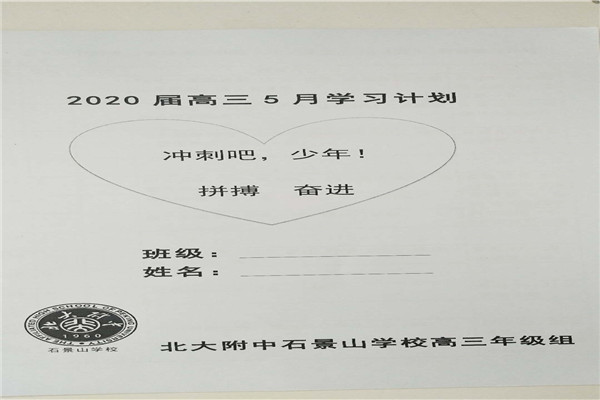 2020 届高三 5 月学习计划
冲刺吧，少年！
拼搏 奋进
班级：
姓名：
1960
石景山学校
北大附中石景山学校高三年级组